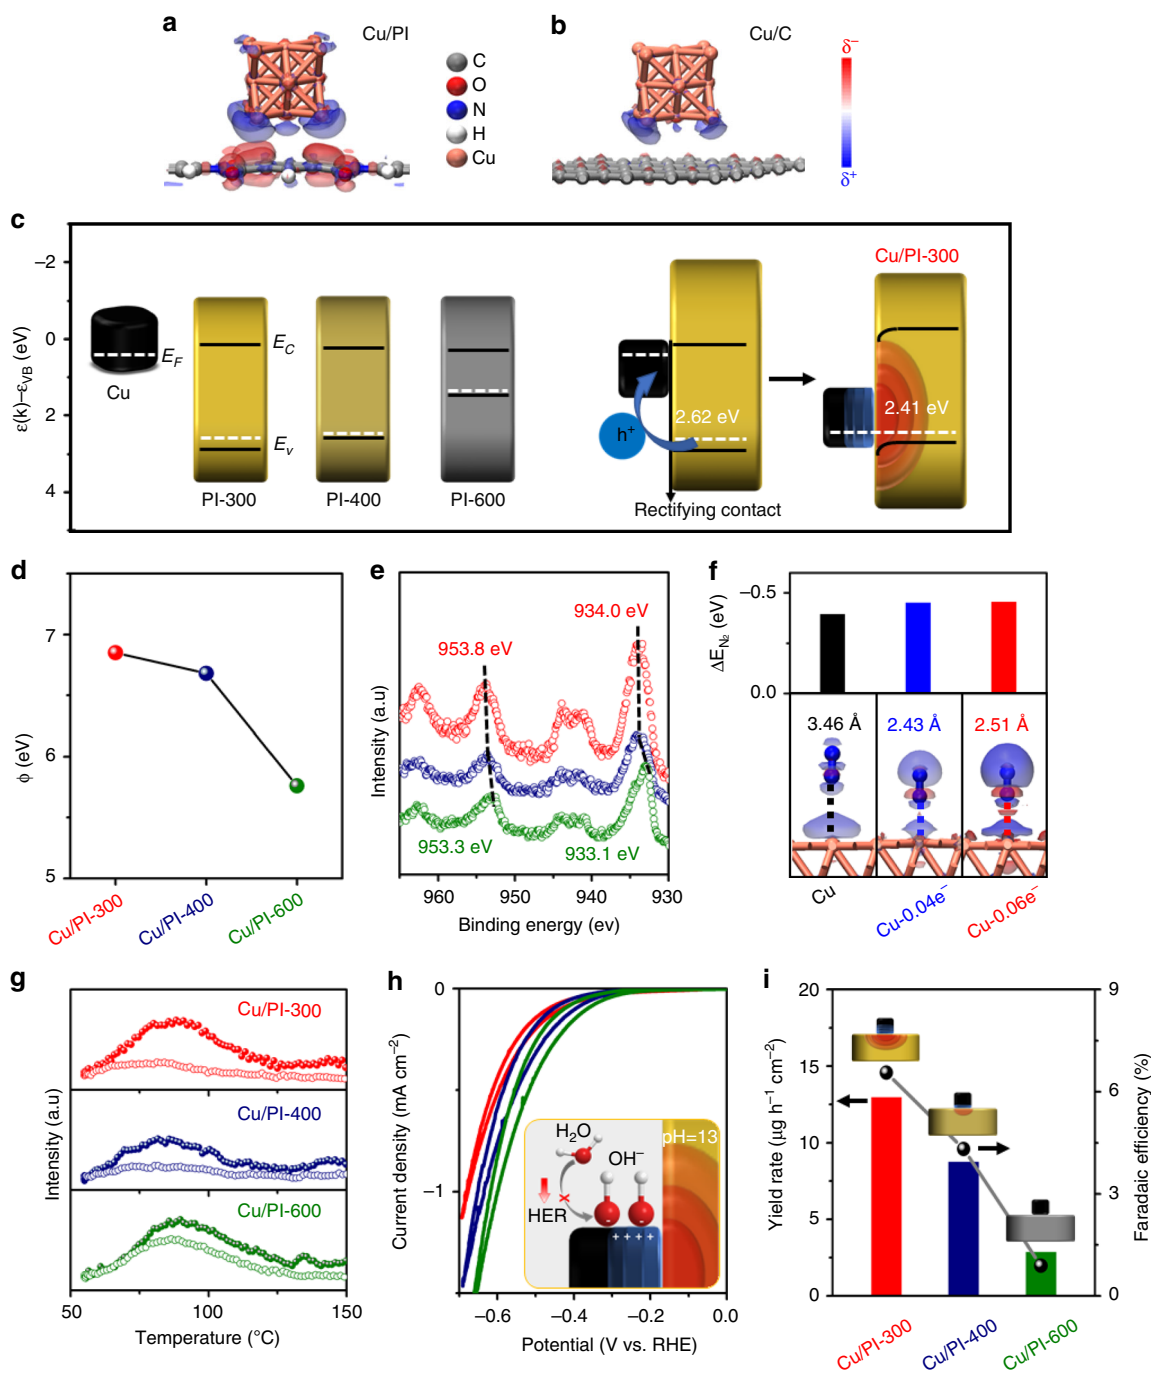 a
Cu/PI
C
O
N
H
Cu
b
Cu/C
δ⁻
δ⁺
c
ε(k)–ε_VB (eV)
–2
0
2
4
E_F
Cu
E_C
E_v
PI-300
PI-400
PI-600
h⁺
2.62 eV
Rectifying contact
Cu/PI-300
2.41 eV
d
ϕ (eV)
7
6
5
Cu/PI-300
Cu/PI-400
Cu/PI-600
e
Intensity (a.u)
934.0 eV
953.8 eV
953.3 eV
933.1 eV
960
950
940
930
Binding energy (ev)
f
ΔE_N₂ (eV)
–0.5
0.0
3.46 Å
2.43 Å
2.51 Å
Cu
Cu-0.04e⁻
Cu-0.06e⁻
g
Intensity (a.u)
Cu/PI-300
Cu/PI-400
Cu/PI-600
50
100
150
Temperature (°C)
h
Current density (mA cm⁻²)
0
–1
H₂O
OH⁻
pH=13
x
HER
- -
++++
–0.6
–0.4
–0.2
0.0
Potential (V vs. RHE)
i
Yield rate (µg h⁻¹ cm⁻²)
20
15
10
5
0
9
6
3
0
Faradaic efficiency (%)
Cu/PI-300
Cu/PI-400
Cu/PI-600